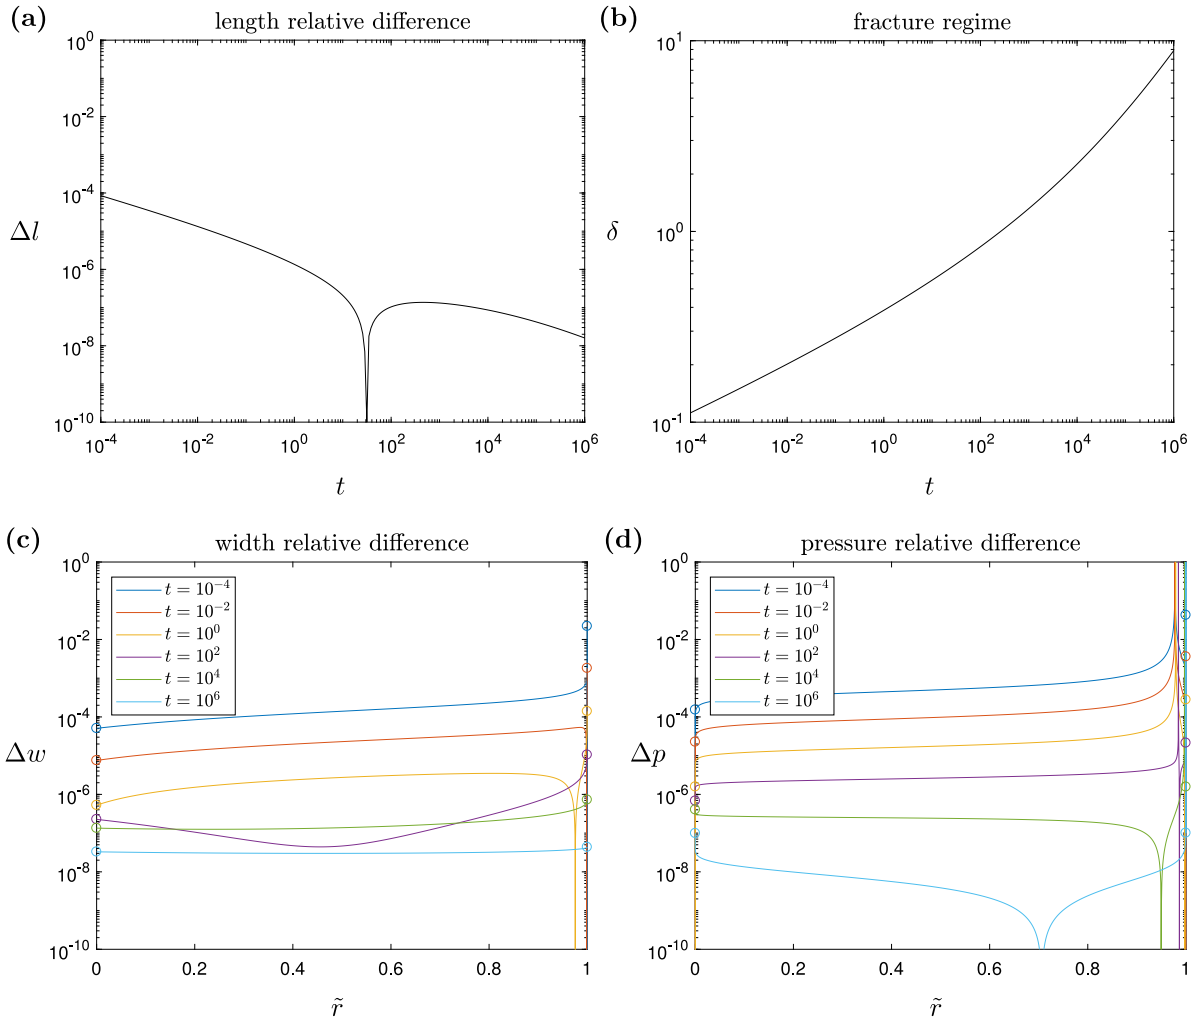 (a) length relative difference
10^0
10^-2
10^-4
10^-6
10^-8
10^-10
Δl
10^-4 10^-2 10^0 10^2 10^4 10^6
t
(b) fracture regime
10^1
10^0
10^-1
δ
10^-4 10^-2 10^0 10^2 10^4 10^6
t
(c) width relative difference
10^0
10^-2
10^-4
10^-6
10^-8
10^-10
Δw
t = 10^-4
t = 10^-2
t = 10^0
t = 10^2
t = 10^4
t = 10^6
0 0.2 0.4 0.6 0.8 1
r̃
(d) pressure relative difference
10^0
10^-2
10^-4
10^-6
10^-8
10^-10
Δp
t = 10^-4
t = 10^-2
t = 10^0
t = 10^2
t = 10^4
t = 10^6
0 0.2 0.4 0.6 0.8 1
r̃